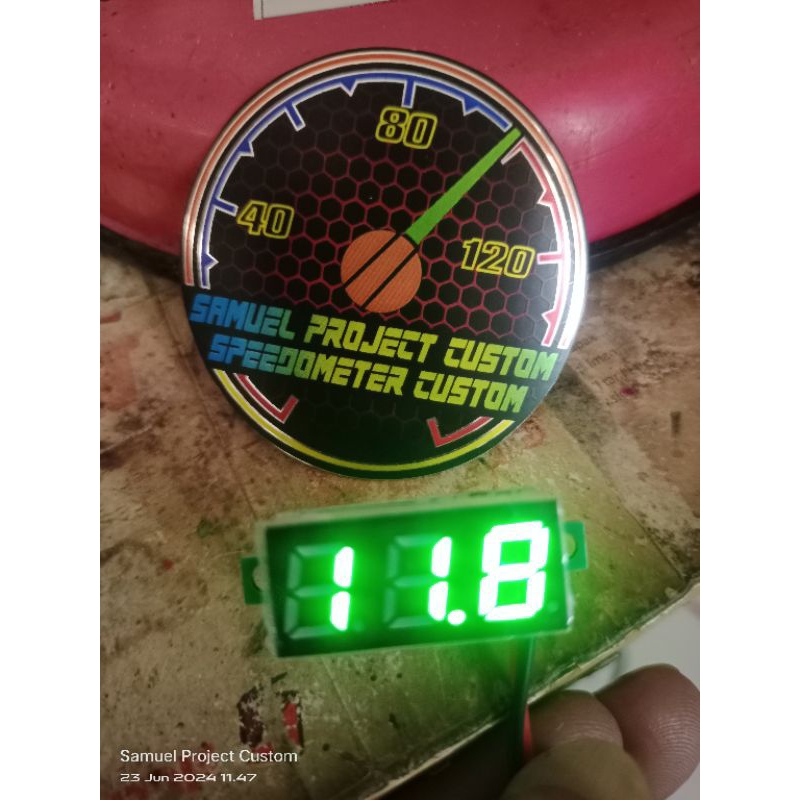 80
40
120
SAMUEL PROJECT CUSTOM
SPEEDOMETER CUSTOM
11.8
Samuel Project Custom
23 Jun 2024 11.47